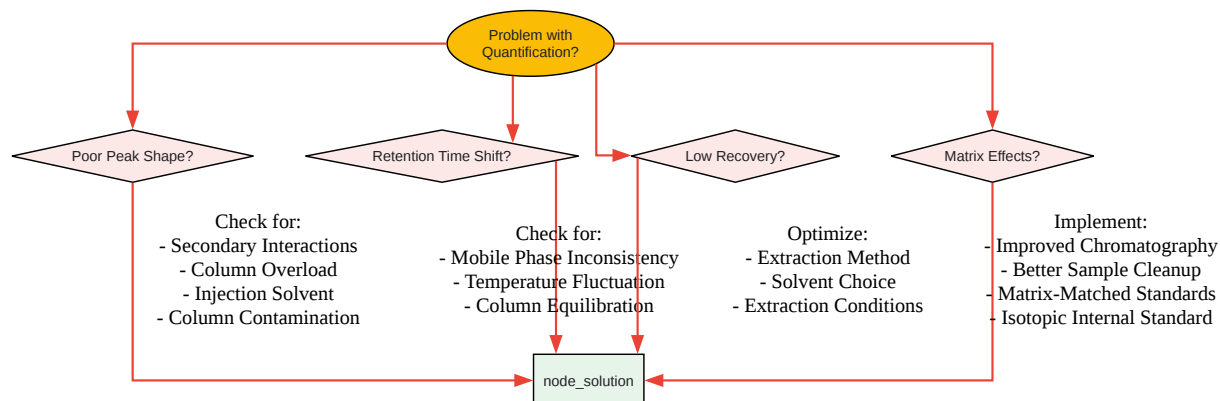 Problem with
Quantification?
Poor Peak Shape?
Retention Time Shift?
Low Recovery?
Matrix Effects?
Check for:
- Secondary Interactions
- Column Overload
- Injection Solvent
- Column Contamination
Check for:
- Mobile Phase Inconsistency
- Temperature Fluctuation
- Column Equilibration
Optimize:
- Extraction Method
- Solvent Choice
- Extraction Conditions
Implement:
- Improved Chromatography
- Better Sample Cleanup
- Matrix-Matched Standards
- Isotopic Internal Standard
node_solution